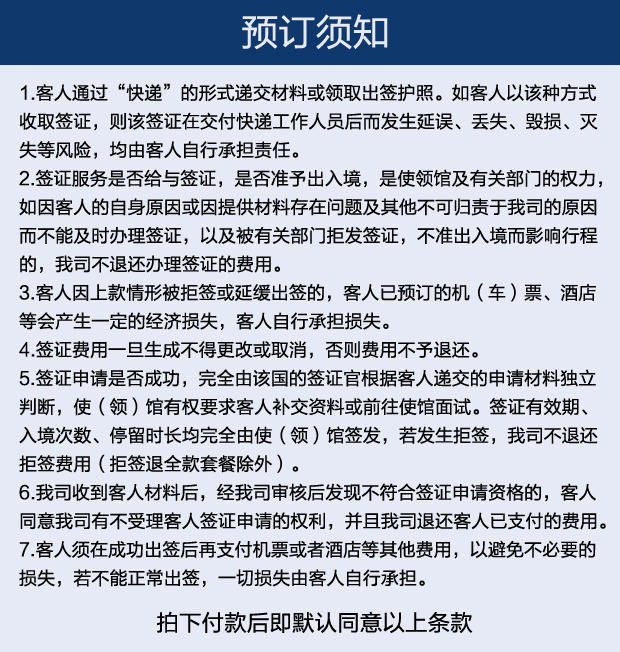 预订须知
1.客人通过“快递”的形式递交材料或领取出签护照。如客人以该种方式
收取签证，则该签证在交付快递工作人员后而发生延误、丢失、毁损、灭
失等风险，均由客人自行承担责任。
2.签证服务是否给与签证，是否准予出入境，是使领馆及有关部门的权力，
如因客人的自身原因或因提供材料存在问题及其他不可归责于我司的原因
而不能及时办理签证，以及被有关部门拒发签证，不准出入境而影响行程
的，我司不退还办理签证的费用。
3.客人因上款情形被拒签或延缓出签的，客人已预订的机（车）票、酒店
等会产生一定的经济损失，客人自行承担损失。
4.签证费用一旦生成不得更改或取消，否则费用不予退还。
5.签证申请是否成功，完全由该国的签证官根据客人递交的申请材料独立
判断，使（领）馆有权要求客人补交资料或前往使馆面试。签证有效期、
入境次数、停留时长均完全由使（领）馆签发，若发生拒签，我司不退还
拒签费用（拒签退全款套餐除外）。
6.我司收到客人材料后，经我司审核后发现不符合签证申请资格的，客人
同意我司有不受理客人签证申请的权利，并且我司退还客人已支付的费用。
7.客人须在成功出签后再支付机票或者酒店等其他费用，以避免不必要的
损失，若不能正常出签，一切损失由客人自行承担。
拍下付款后即默认同意以上条款